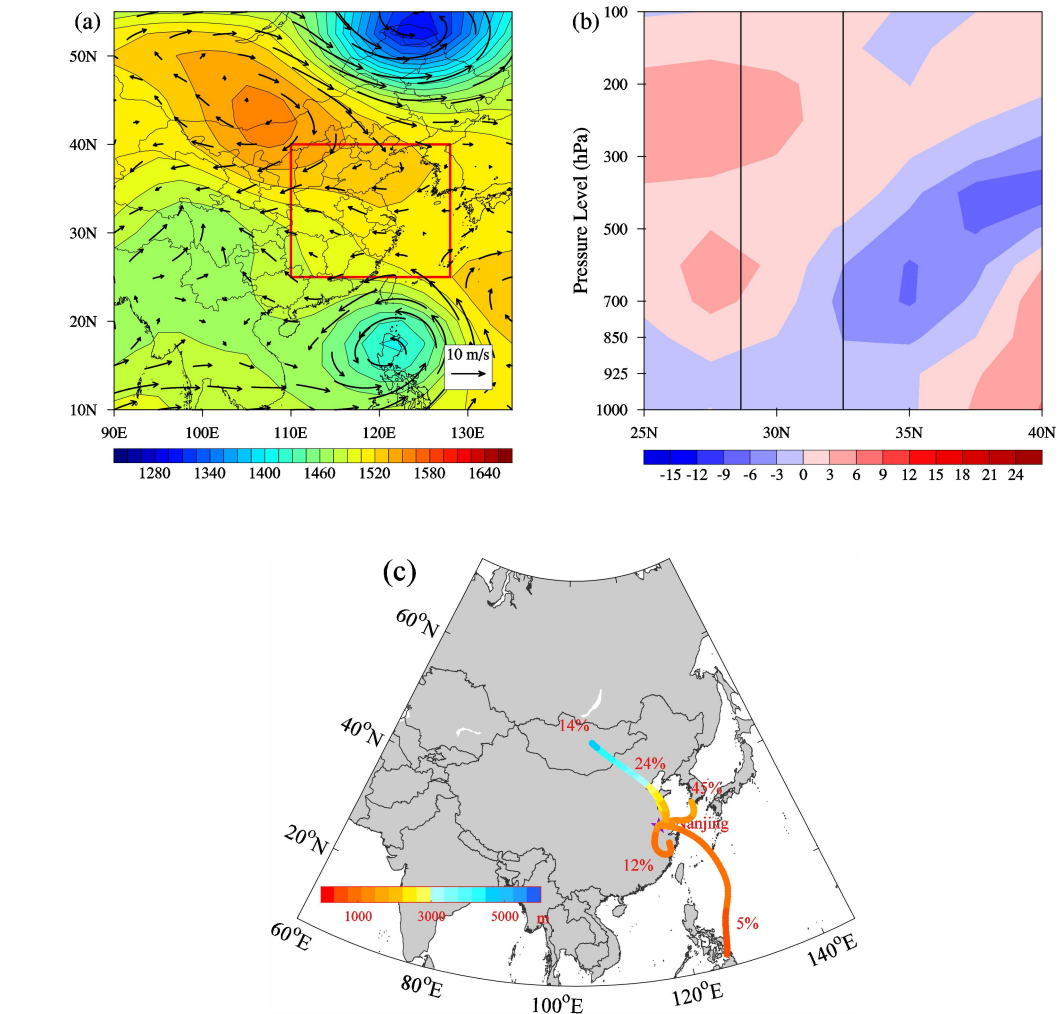 (a)
50N
40N
30N
20N
10N
90E 100E 110E 120E 130E
10 m/s
1280 1340 1400 1460 1520 1580 1640
(b)
Pressure Level (hPa)
100
200
300
500
700
850
925
1000
25N 30N 35N 40N
-15 -12 -9 -6 -3 0 3 6 9 12 15 18 21 24
(c)
60°N
40°N
20°N
60°E
80°E
100°E
120°E
140°E
14%
24%
45%
Nanjing
12%
5%
1000 3000 5000 m